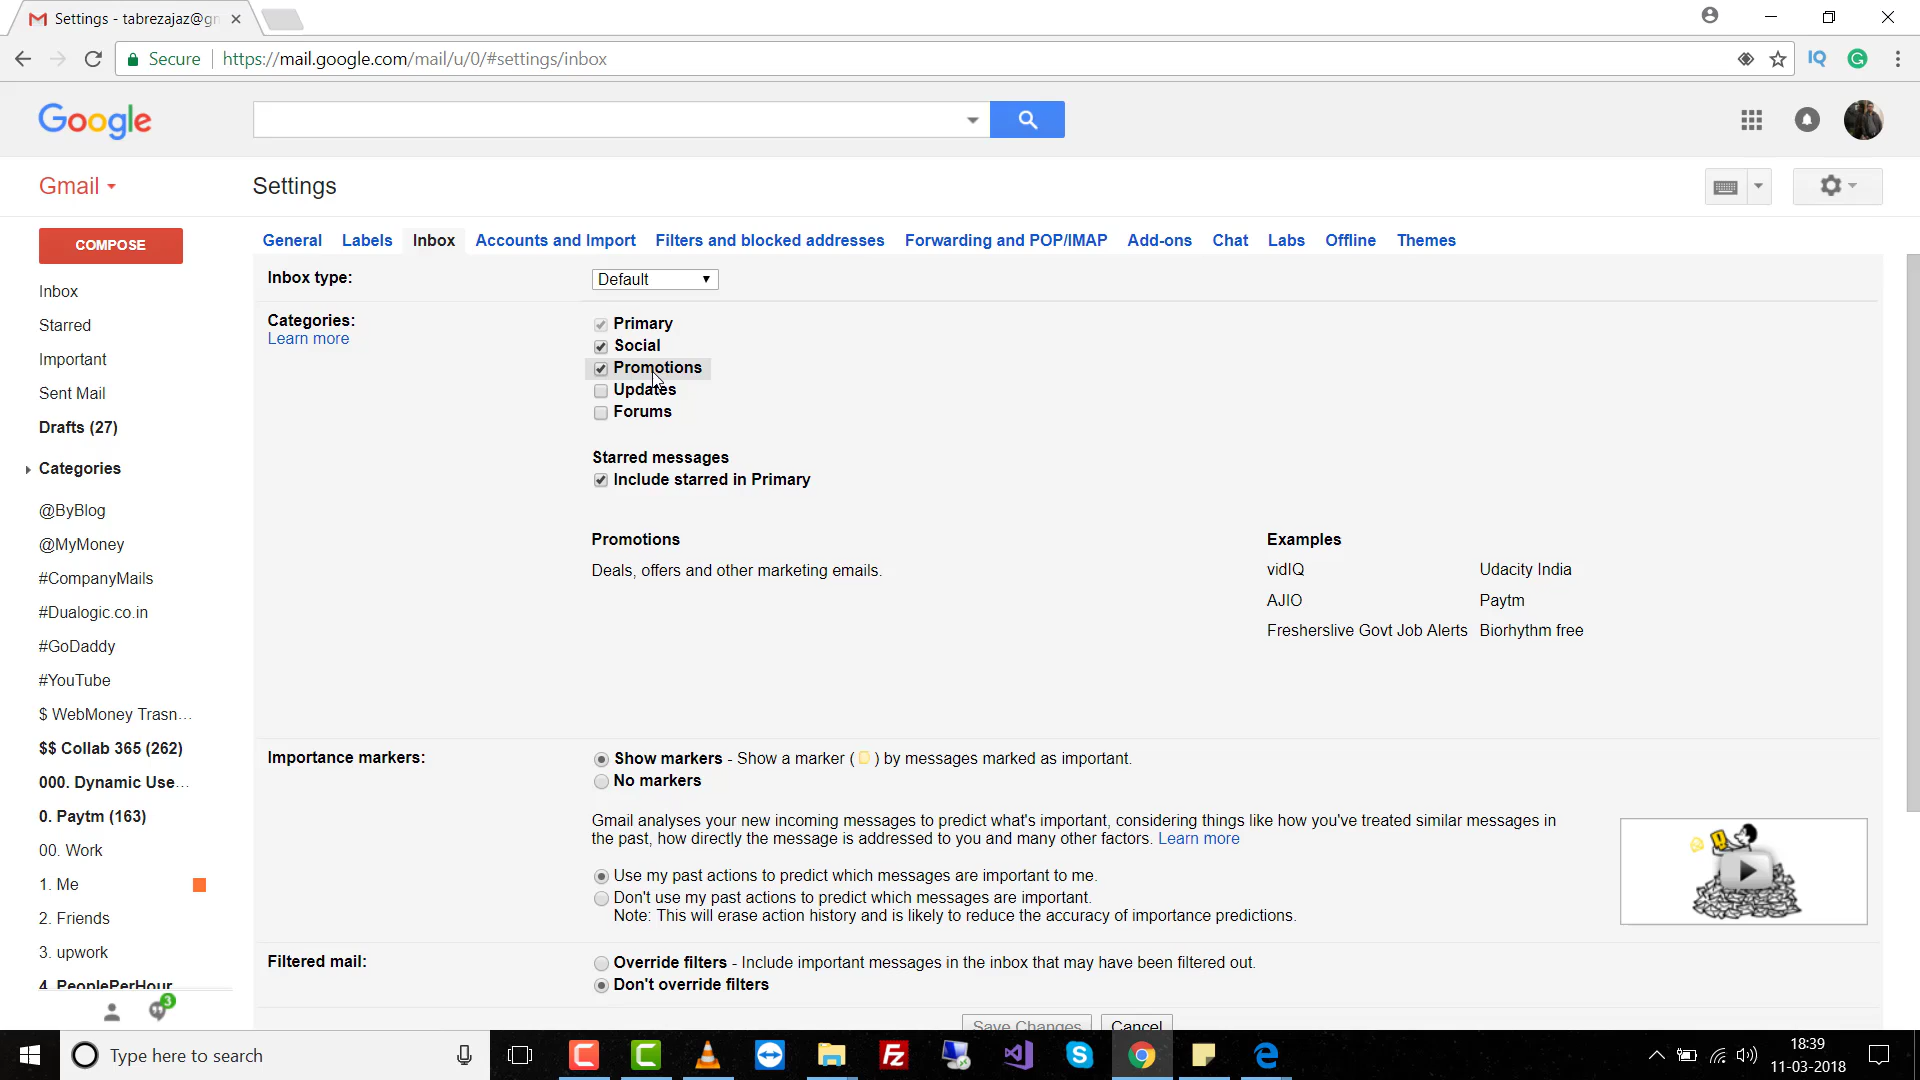 Settings - tabrezajaz@gn
Secure
https://mail.google.com/mail/u/0/#settings/inbox
IQ
Google
Gmail
Settings
COMPOSE
General Labels Inbox Accounts and Import Filters and blocked addresses Forwarding and POP/IMAP Add-ons Chat Labs Offline Themes
Inbox
Starred
Important
Sent Mail
Drafts (27)
Categories
@ByBlog
@MyMoney
#CompanyMails
#Dualogic.co.in
#GoDaddy
#YouTube
$ WebMoney Trasn...
$$ Collab 365 (262)
000. Dynamic Use...
0. Paytm (163)
00. Work
1. Me
2. Friends
3. upwork
4. PeoplePerHour
3
Inbox type:
Default
Categories:
Learn more
Primary
Social
Promotions
Updates
Forums
Starred messages
Include starred in Primary
Promotions
Deals, offers and other marketing emails.
Examples
vidIQ Udacity India
AJIO Paytm
Fresherslive Govt Job Alerts Biorhythm free
Importance markers:
Show markers - Show a marker ( ) by messages marked as important.
No markers
Gmail analyses your new incoming messages to predict what's important, considering things like how you've treated similar messages in
the past, how directly the message is addressed to you and many other factors. Learn more
Use my past actions to predict which messages are important to me.
Don't use my past actions to predict which messages are important.
Note: This will erase action history and is likely to reduce the accuracy of importance predictions.
Filtered mail:
Override filters - Include important messages in the inbox that may have been filtered out.
Don't override filters
Save Changes Cancel
Type here to search
18:39
11-03-2018